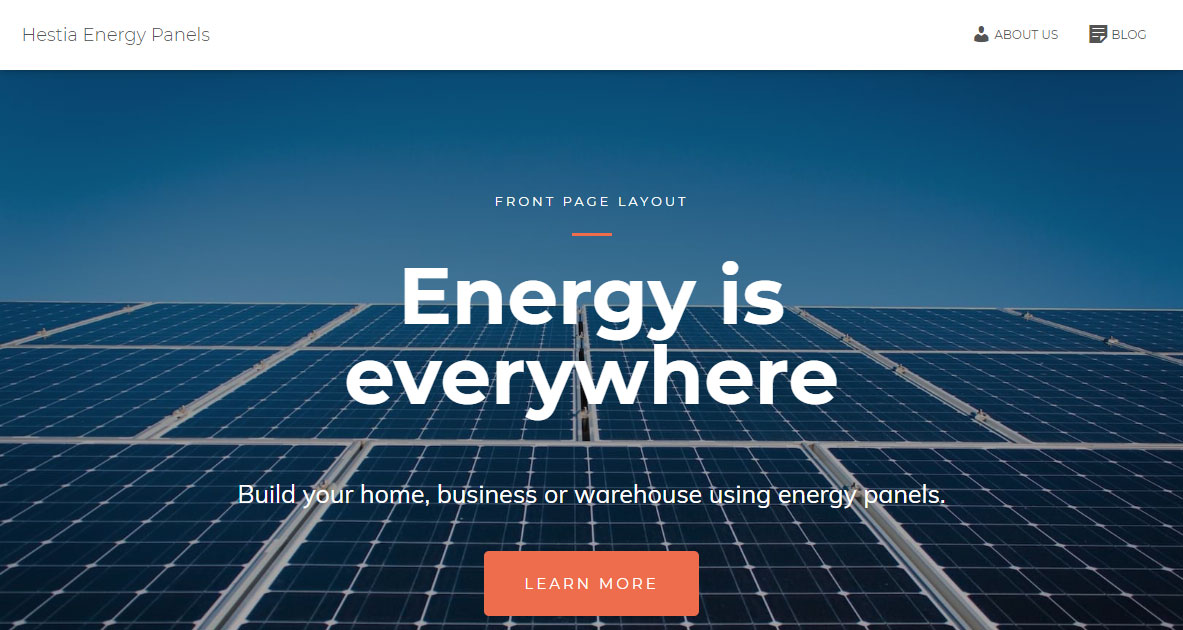 Hestia Energy Panels
ABOUT US
BLOG
FRONT PAGE LAYOUT
Energy is
everywhere
Build your home, business or warehouse using energy panels.
LEARN MORE